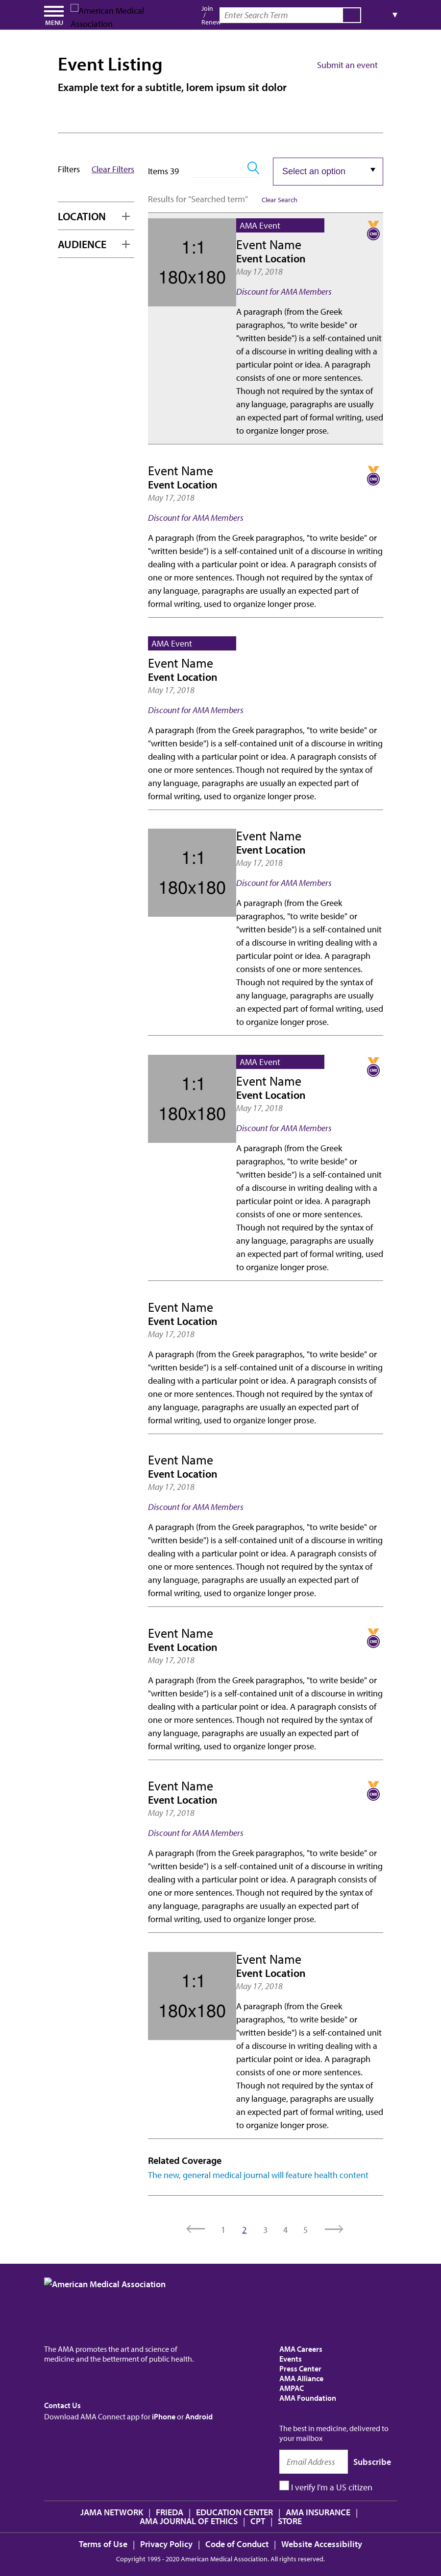 MENU
American Medical
Association
Join
/
Renew
Enter Search Term
▼
Event Listing
Submit an event
Example text for a subtitle, lorem ipsum sit dolor
Filters
Clear Filters
Items 39
Select an option
Results for "Searched term"
Clear Search
LOCATION
AUDIENCE
1:1
180x180
AMA Event
CME
Event Name
Event Location
May 17, 2018
Discount for AMA Members
A paragraph (from the Greek
paragraphos, "to write beside" or
"written beside") is a self-contained unit
of a discourse in writing dealing with a
particular point or idea. A paragraph
consists of one or more sentences.
Though not required by the syntax of
any language, paragraphs are usually
an expected part of formal writing, used
to organize longer prose.
Event Name
CME
Event Location
May 17, 2018
Discount for AMA Members
A paragraph (from the Greek paragraphos, "to write beside" or
"written beside") is a self-contained unit of a discourse in writing
dealing with a particular point or idea. A paragraph consists of
one or more sentences. Though not required by the syntax of
any language, paragraphs are usually an expected part of
formal writing, used to organize longer prose.
AMA Event
Event Name
Event Location
May 17, 2018
Discount for AMA Members
A paragraph (from the Greek paragraphos, "to write beside" or
"written beside") is a self-contained unit of a discourse in writing
dealing with a particular point or idea. A paragraph consists of
one or more sentences. Though not required by the syntax of
any language, paragraphs are usually an expected part of
formal writing, used to organize longer prose.
1:1
180x180
Event Name
Event Location
May 17, 2018
Discount for AMA Members
A paragraph (from the Greek
paragraphos, "to write beside" or
"written beside") is a self-contained unit
of a discourse in writing dealing with a
particular point or idea. A paragraph
consists of one or more sentences.
Though not required by the syntax of
any language, paragraphs are usually
an expected part of formal writing, used
to organize longer prose.
1:1
180x180
AMA Event
CME
Event Name
Event Location
May 17, 2018
Discount for AMA Members
A paragraph (from the Greek
paragraphos, "to write beside" or
"written beside") is a self-contained unit
of a discourse in writing dealing with a
particular point or idea. A paragraph
consists of one or more sentences.
Though not required by the syntax of
any language, paragraphs are usually
an expected part of formal writing, used
to organize longer prose.
Event Name
Event Location
May 17, 2018
A paragraph (from the Greek paragraphos, "to write beside" or
"written beside") is a self-contained unit of a discourse in writing
dealing with a particular point or idea. A paragraph consists of
one or more sentences. Though not required by the syntax of
any language, paragraphs are usually an expected part of
formal writing, used to organize longer prose.
Event Name
Event Location
May 17, 2018
Discount for AMA Members
A paragraph (from the Greek paragraphos, "to write beside" or
"written beside") is a self-contained unit of a discourse in writing
dealing with a particular point or idea. A paragraph consists of
one or more sentences. Though not required by the syntax of
any language, paragraphs are usually an expected part of
formal writing, used to organize longer prose.
Event Name
CME
Event Location
May 17, 2018
A paragraph (from the Greek paragraphos, "to write beside" or
"written beside") is a self-contained unit of a discourse in writing
dealing with a particular point or idea. A paragraph consists of
one or more sentences. Though not required by the syntax of
any language, paragraphs are usually an expected part of
formal writing, used to organize longer prose.
Event Name
CME
Event Location
May 17, 2018
Discount for AMA Members
A paragraph (from the Greek paragraphos, "to write beside" or
"written beside") is a self-contained unit of a discourse in writing
dealing with a particular point or idea. A paragraph consists of
one or more sentences. Though not required by the syntax of
any language, paragraphs are usually an expected part of
formal writing, used to organize longer prose.
1:1
180x180
Event Name
Event Location
May 17, 2018
A paragraph (from the Greek
paragraphos, "to write beside" or
"written beside") is a self-contained unit
of a discourse in writing dealing with a
particular point or idea. A paragraph
consists of one or more sentences.
Though not required by the syntax of
any language, paragraphs are usually
an expected part of formal writing, used
to organize longer prose.
Related Coverage
The new, general medical journal will feature health content
1 2 3 4 5
American Medical Association
The AMA promotes the art and science of
medicine and the betterment of public health.
Contact Us
Download AMA Connect app for iPhone or Android
AMA Careers
Events
Press Center
AMA Alliance
AMPAC
AMA Foundation
The best in medicine, delivered to
your mailbox
Email Address
Subscribe
I verify I'm a US citizen
JAMA NETWORK | FRIEDA | EDUCATION CENTER | AMA INSURANCE |
AMA JOURNAL OF ETHICS | CPT | STORE
Terms of Use | Privacy Policy | Code of Conduct | Website Accessibility
Copyright 1995 - 2020 American Medical Association. All rights reserved.